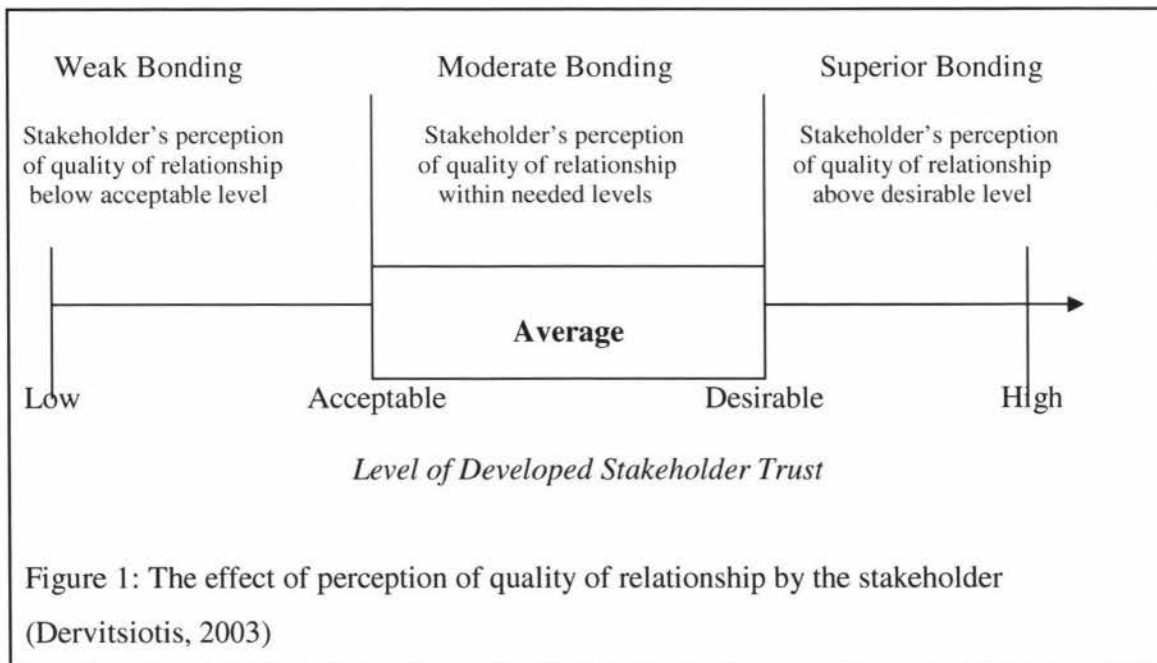 Weak Bonding
Stakeholder's perception
of quality of relationship
below acceptable level
Moderate Bonding
Stakeholder's perception
of quality of relationship
within needed levels
Superior Bonding
Stakeholder's perception
of quality of relationship
above desirable level
Average
Low
Acceptable
Desirable
High
Level of Developed Stakeholder Trust
Figure 1: The effect of perception of quality of relationship by the stakeholder
(Dervitsiotis, 2003)